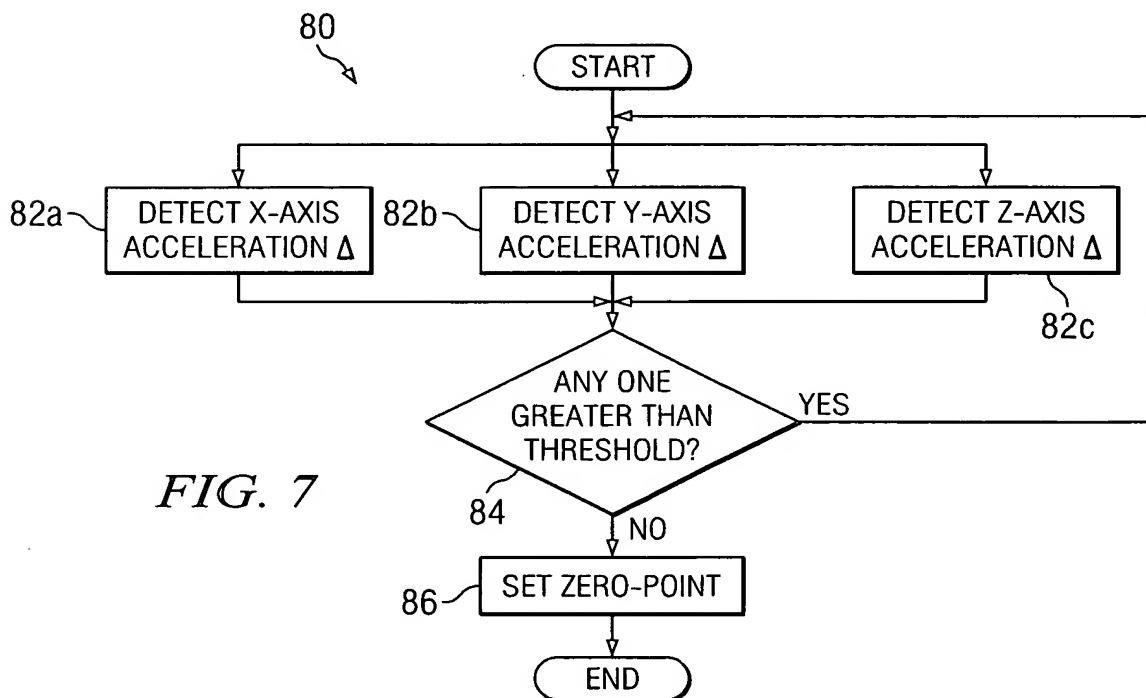 80
START
82a
DETECT X-AXIS
ACCELERATION Δ
82b
DETECT Y-AXIS
ACCELERATION Δ
DETECT Z-AXIS
ACCELERATION Δ
82c
ANY ONE
GREATER THAN
THRESHOLD?
YES
84
FIG. 7
NO
86
SET ZERO-POINT
END